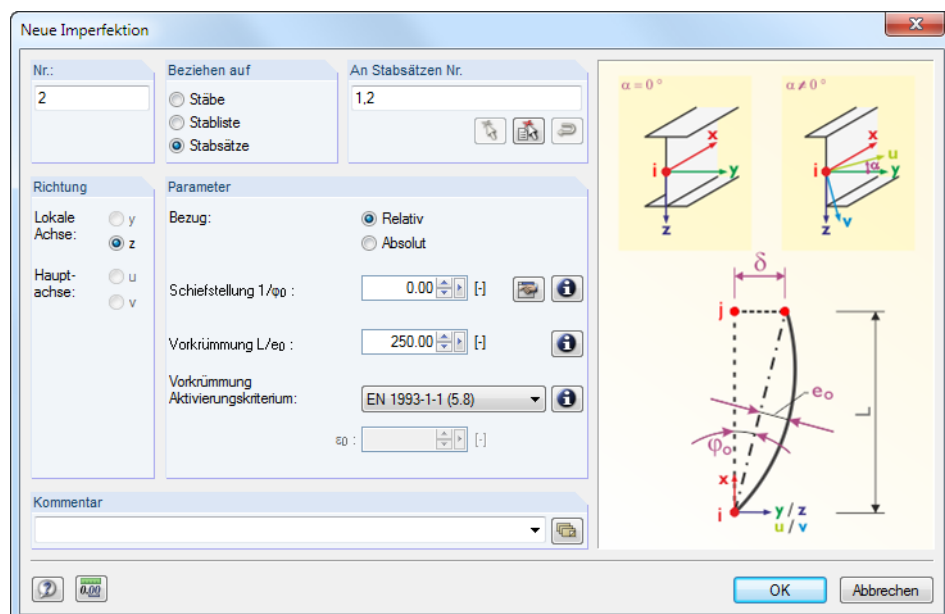 Neue Imperfektion
Nr.:
2
Beziehen auf
Stäbe
Stabliste
Stabsätze
An Stabsätzen Nr.
1,2
Richtung
Lokale
Achse:
y
z
Haupt-
achse:
u
v
Parameter
Bezug:
Relativ
Absolut
Schiefstellung 1/φ0 :
0.00
[-]
Vorkrümmung L/e0 :
250.00
[-]
Vorkrümmung
Aktivierungskriterium:
EN 1993-1-1 (5.8)
ε0 :
[-]
Kommentar
α = 0 °
x
i
y
z
α ≠ 0 °
x
u
i
α
y
z
v
δ
j
e0
L
φ0
x
i
y / z
u / v
0.00
OK
Abbrechen